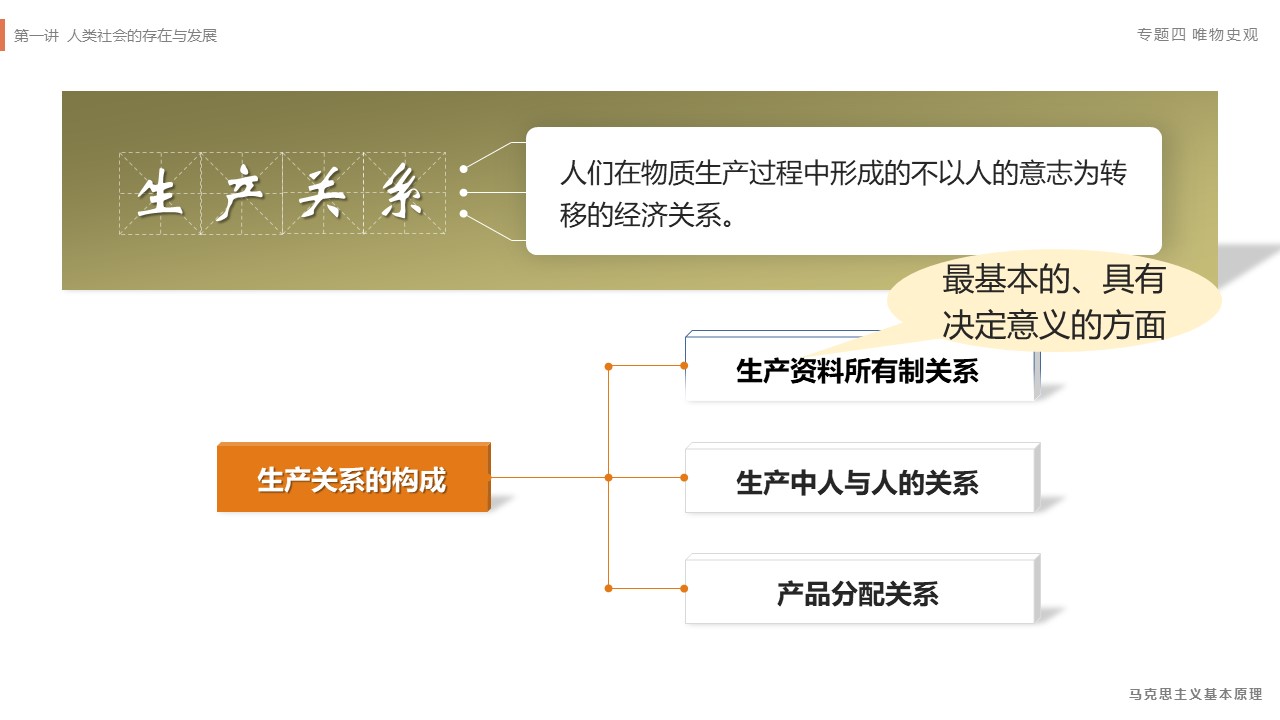 第一讲 人类社会的存在与发展
专题四 唯物史观
生产关系
人们在物质生产过程中形成的不以人的意志为转
移的经济关系。
最基本的、具有
决定意义的方面
生产资料所有制关系
生产关系的构成
生产中人与人的关系
产品分配关系
马克思主义基本原理